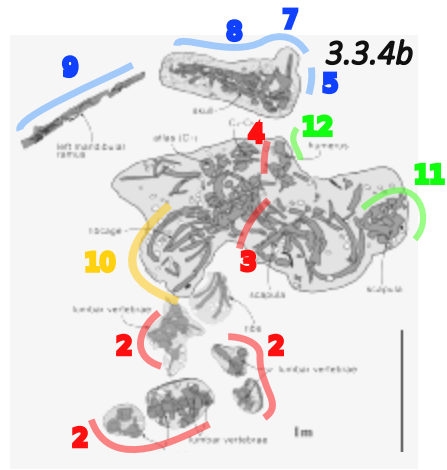 7
8
3.3.4b
9
5
skull
12
4
left mandibular
ramus
atlas (C1)
humerus
11
ribcage
10
3
scapula
scapula
lumbar vertebrae
ribs
2
2
lumbar vertebrae
2
lumbar vertebrae
1m